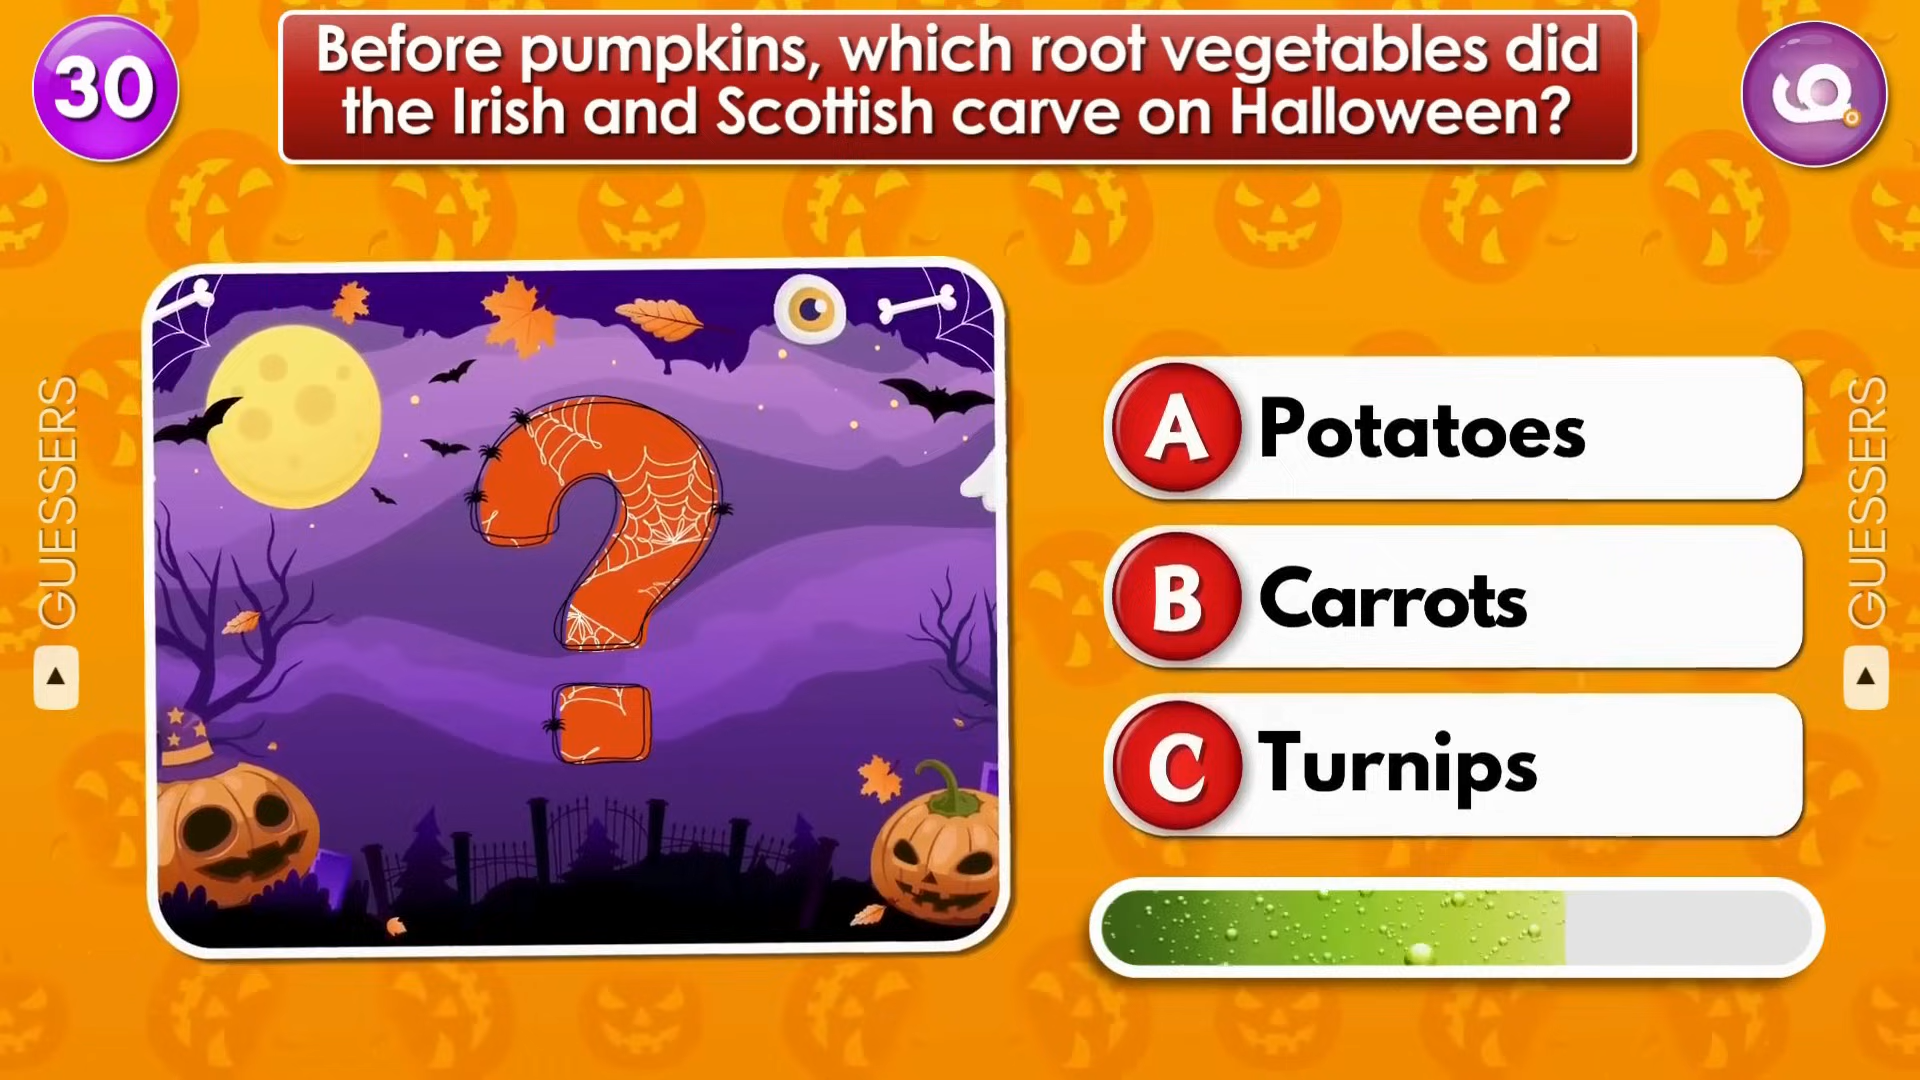 30
Before pumpkins, which root vegetables did
the Irish and Scottish carve on Halloween?
GUESSERS
A Potatoes
B Carrots
C Turnips
GUESSERS